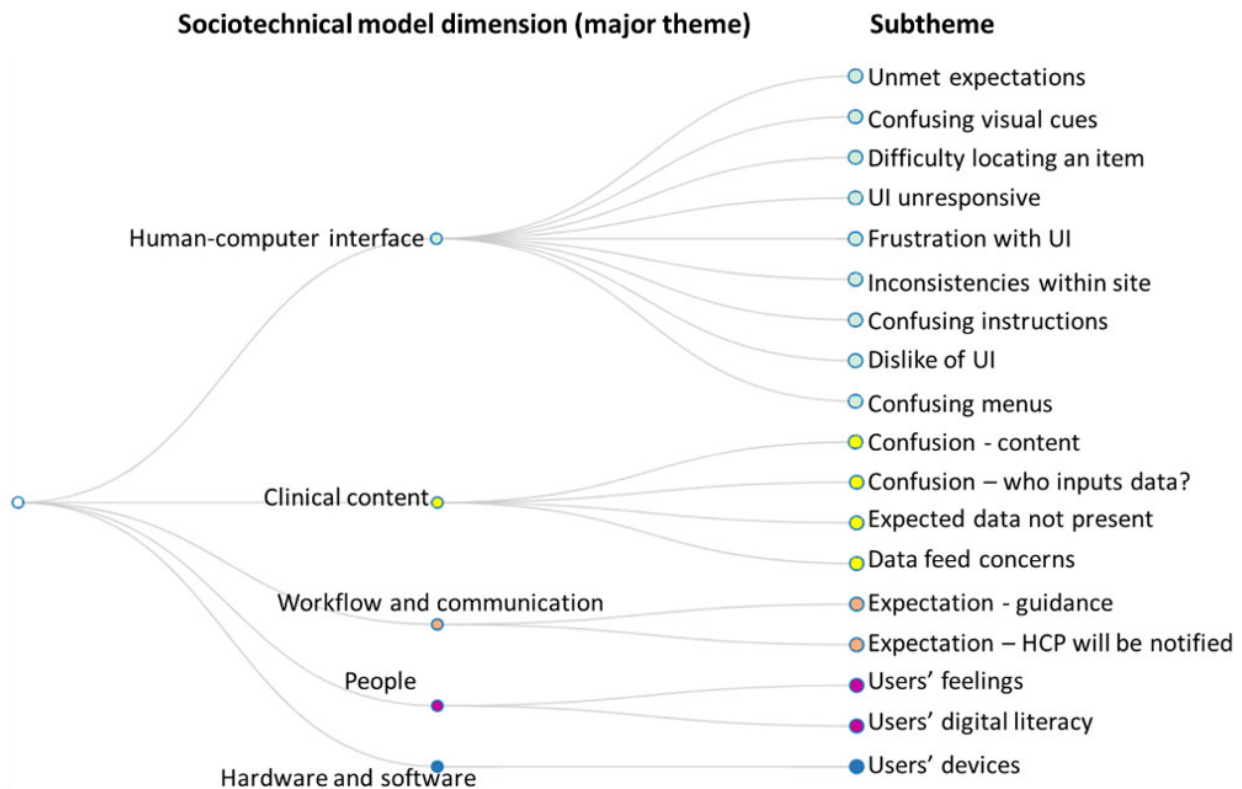 Sociotechnical model dimension (major theme)
Subtheme
Human-computer interface
Unmet expectations
Confusing visual cues
Difficulty locating an item
UI unresponsive
Frustration with UI
Inconsistencies within site
Confusing instructions
Dislike of UI
Confusing menus
Clinical content
Confusion - content
Confusion – who inputs data?
Expected data not present
Data feed concerns
Workflow and communication
Expectation - guidance
Expectation – HCP will be notified
People
Users’ feelings
Users’ digital literacy
Hardware and software
Users’ devices